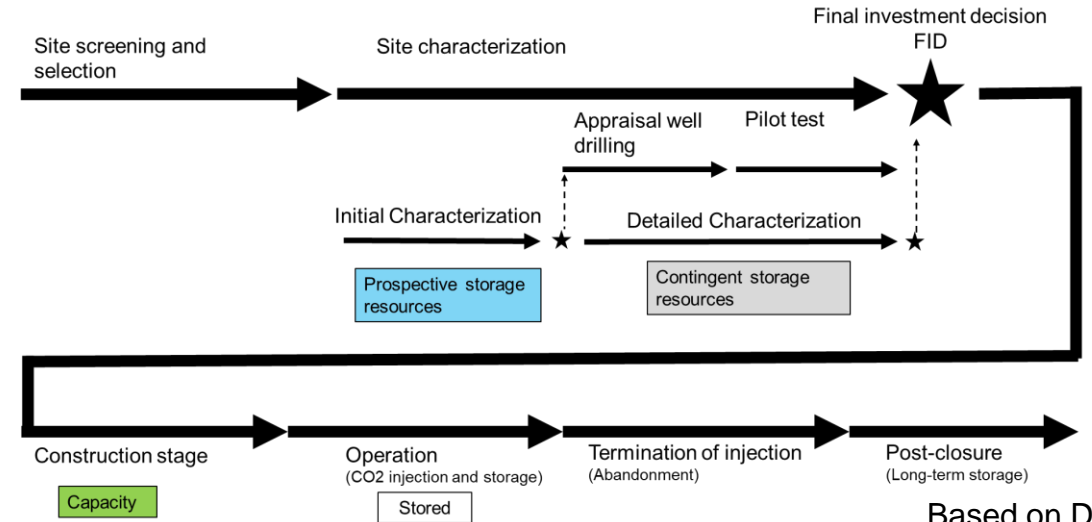 Final investment decision
FID
Site screening and
selection
Site characterization
Appraisal well
drilling
Pilot test
Initial Characterization
Detailed Characterization
Prospective storage
resources
Contingent storage
resources
Construction stage
Operation
(CO2 injection and storage)
Termination of injection
(Abandonment)
Post-closure
(Long-term storage)
Capacity
Stored
Based on D